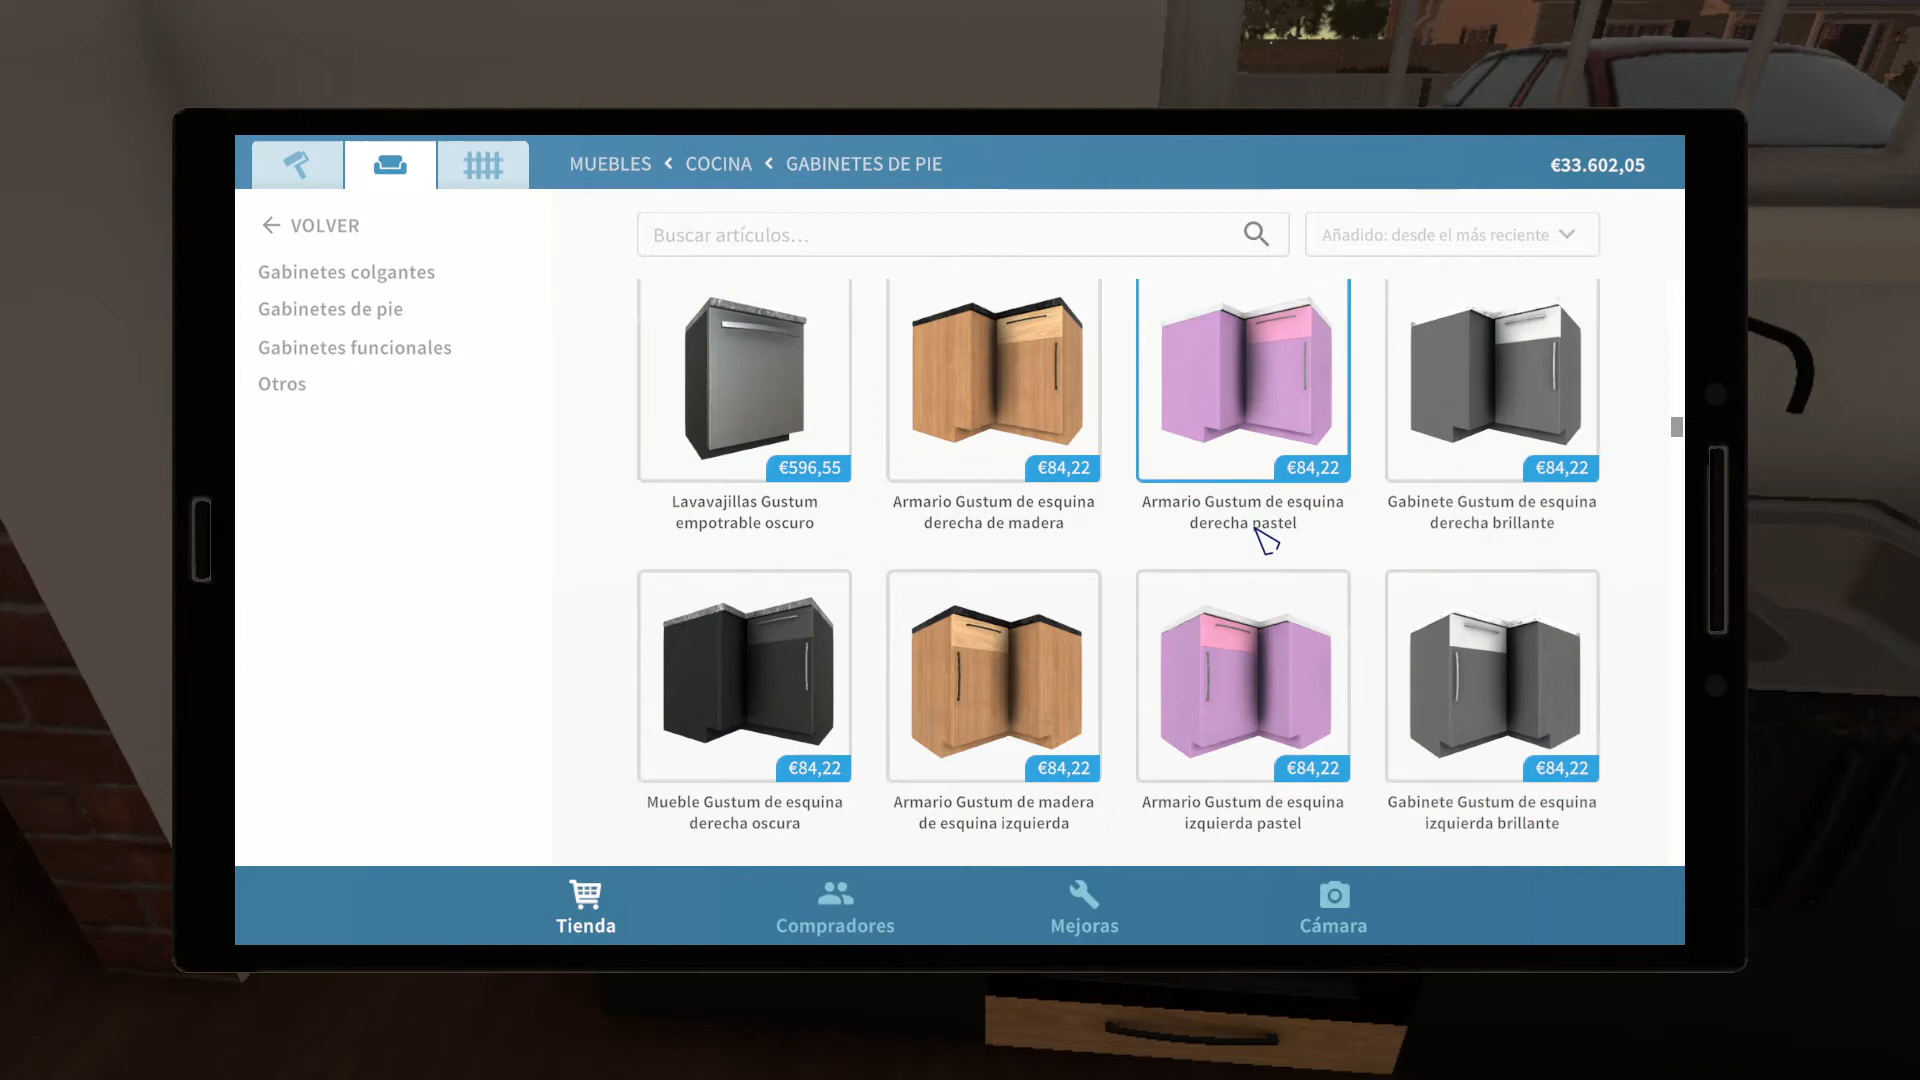 MUEBLES < COCINA < GABINETES DE PIE
€33.602,05
VOLVER
Gabinetes colgantes
Gabinetes de pie
Gabinetes funcionales
Otros
Buscar artículos...
Añadido: desde el más reciente
€596,55
€84,22
€84,22
€84,22
Lavavajillas Gustum
empotrable oscuro
Armario Gustum de esquina
derecha de madera
Armario Gustum de esquina
derecha pastel
Gabinete Gustum de esquina
derecha brillante
€84,22
€84,22
€84,22
€84,22
Mueble Gustum de esquina
derecha oscura
Armario Gustum de madera
de esquina izquierda
Armario Gustum de esquina
izquierda pastel
Gabinete Gustum de esquina
izquierda brillante
Tienda
Compradores
Mejoras
Cámara